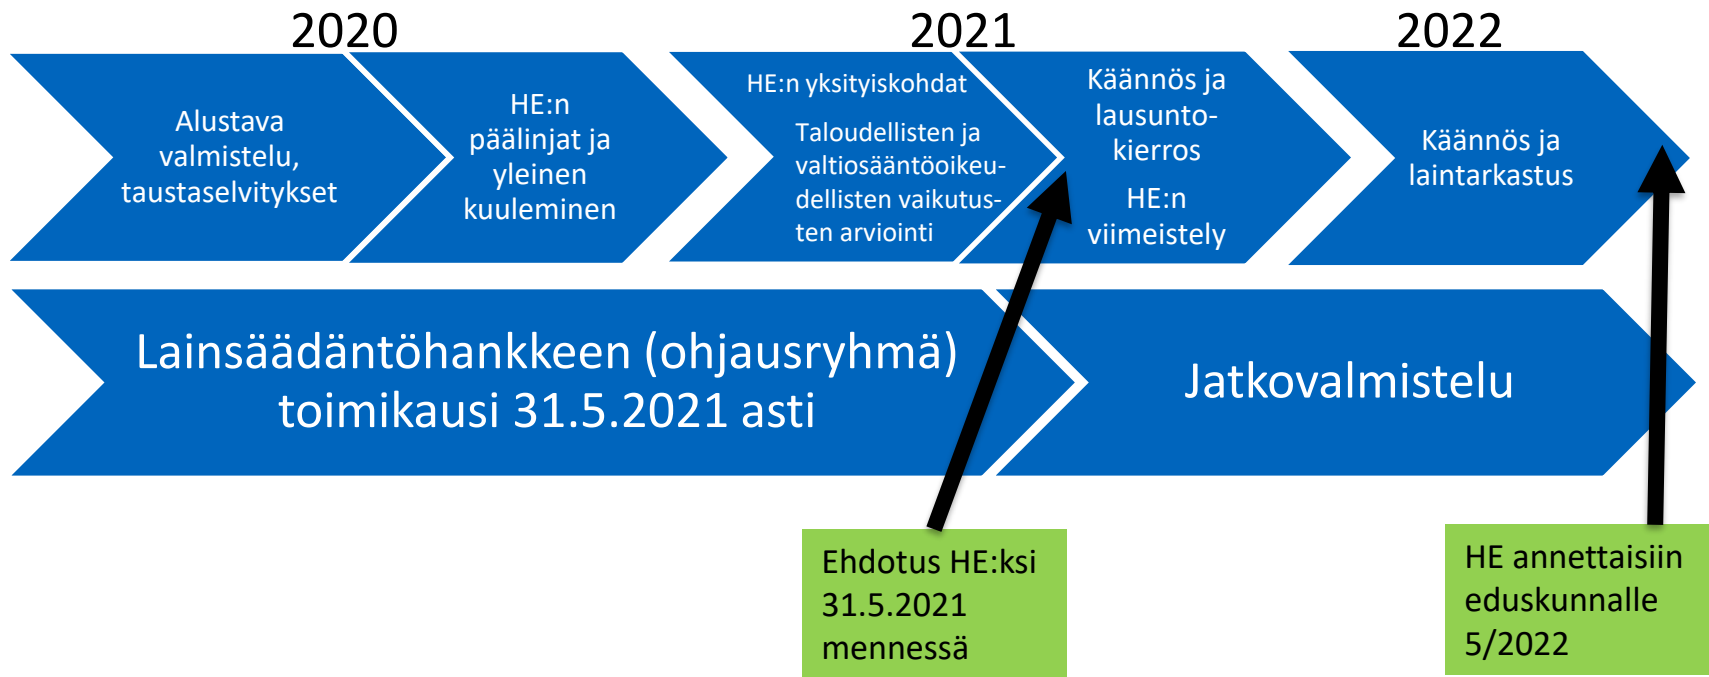 2020
2021
2022
Alustava
valmistelu,
taustaselvitykset
HE:n
päälinjat ja
yleinen
kuuleminen
HE:n yksityiskohdat
Taloudellisten ja
valtiosääntöoikeu-
dellisten vaikutus-
ten arviointi
Käännös ja
lausunto-
kierros
HE:n
viimeistely
Käännös ja
laintarkastus
Lainsäädäntöhankkeen (ohjausryhmä)
toimikausi 31.5.2021 asti
Jatkovalmistelu
Ehdotus HE:ksi
31.5.2021
mennessä
HE annettaisiin
eduskunnalle
5/2022